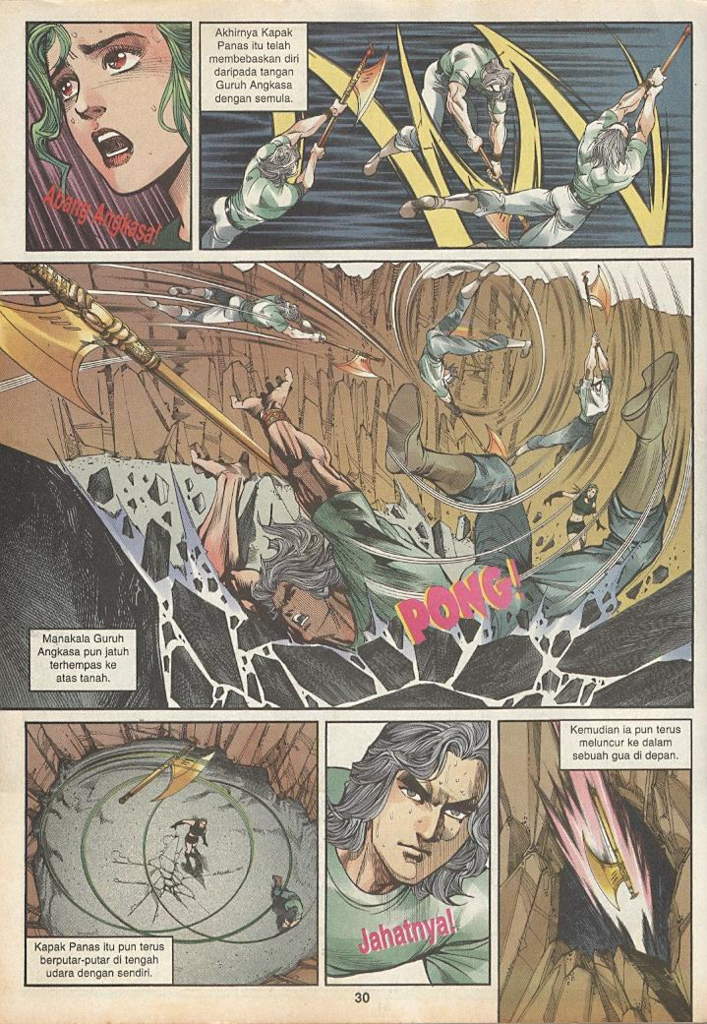 Abang Angkasa!
Akhirnya Kapak
Panas itu telah
membebaskan diri
daripada tangan
Guruh Angkasa
dengan semula.
PONG!
Manakala Guruh
Angkasa pun jatuh
terhempas ke
atas tanah.
Kapak Panas itu pun terus
berputar-putar di tengah
udara dengan sendiri.
Jahatnya!
Kemudian ia pun terus
meluncur ke dalam
sebuah gua di depan.
30